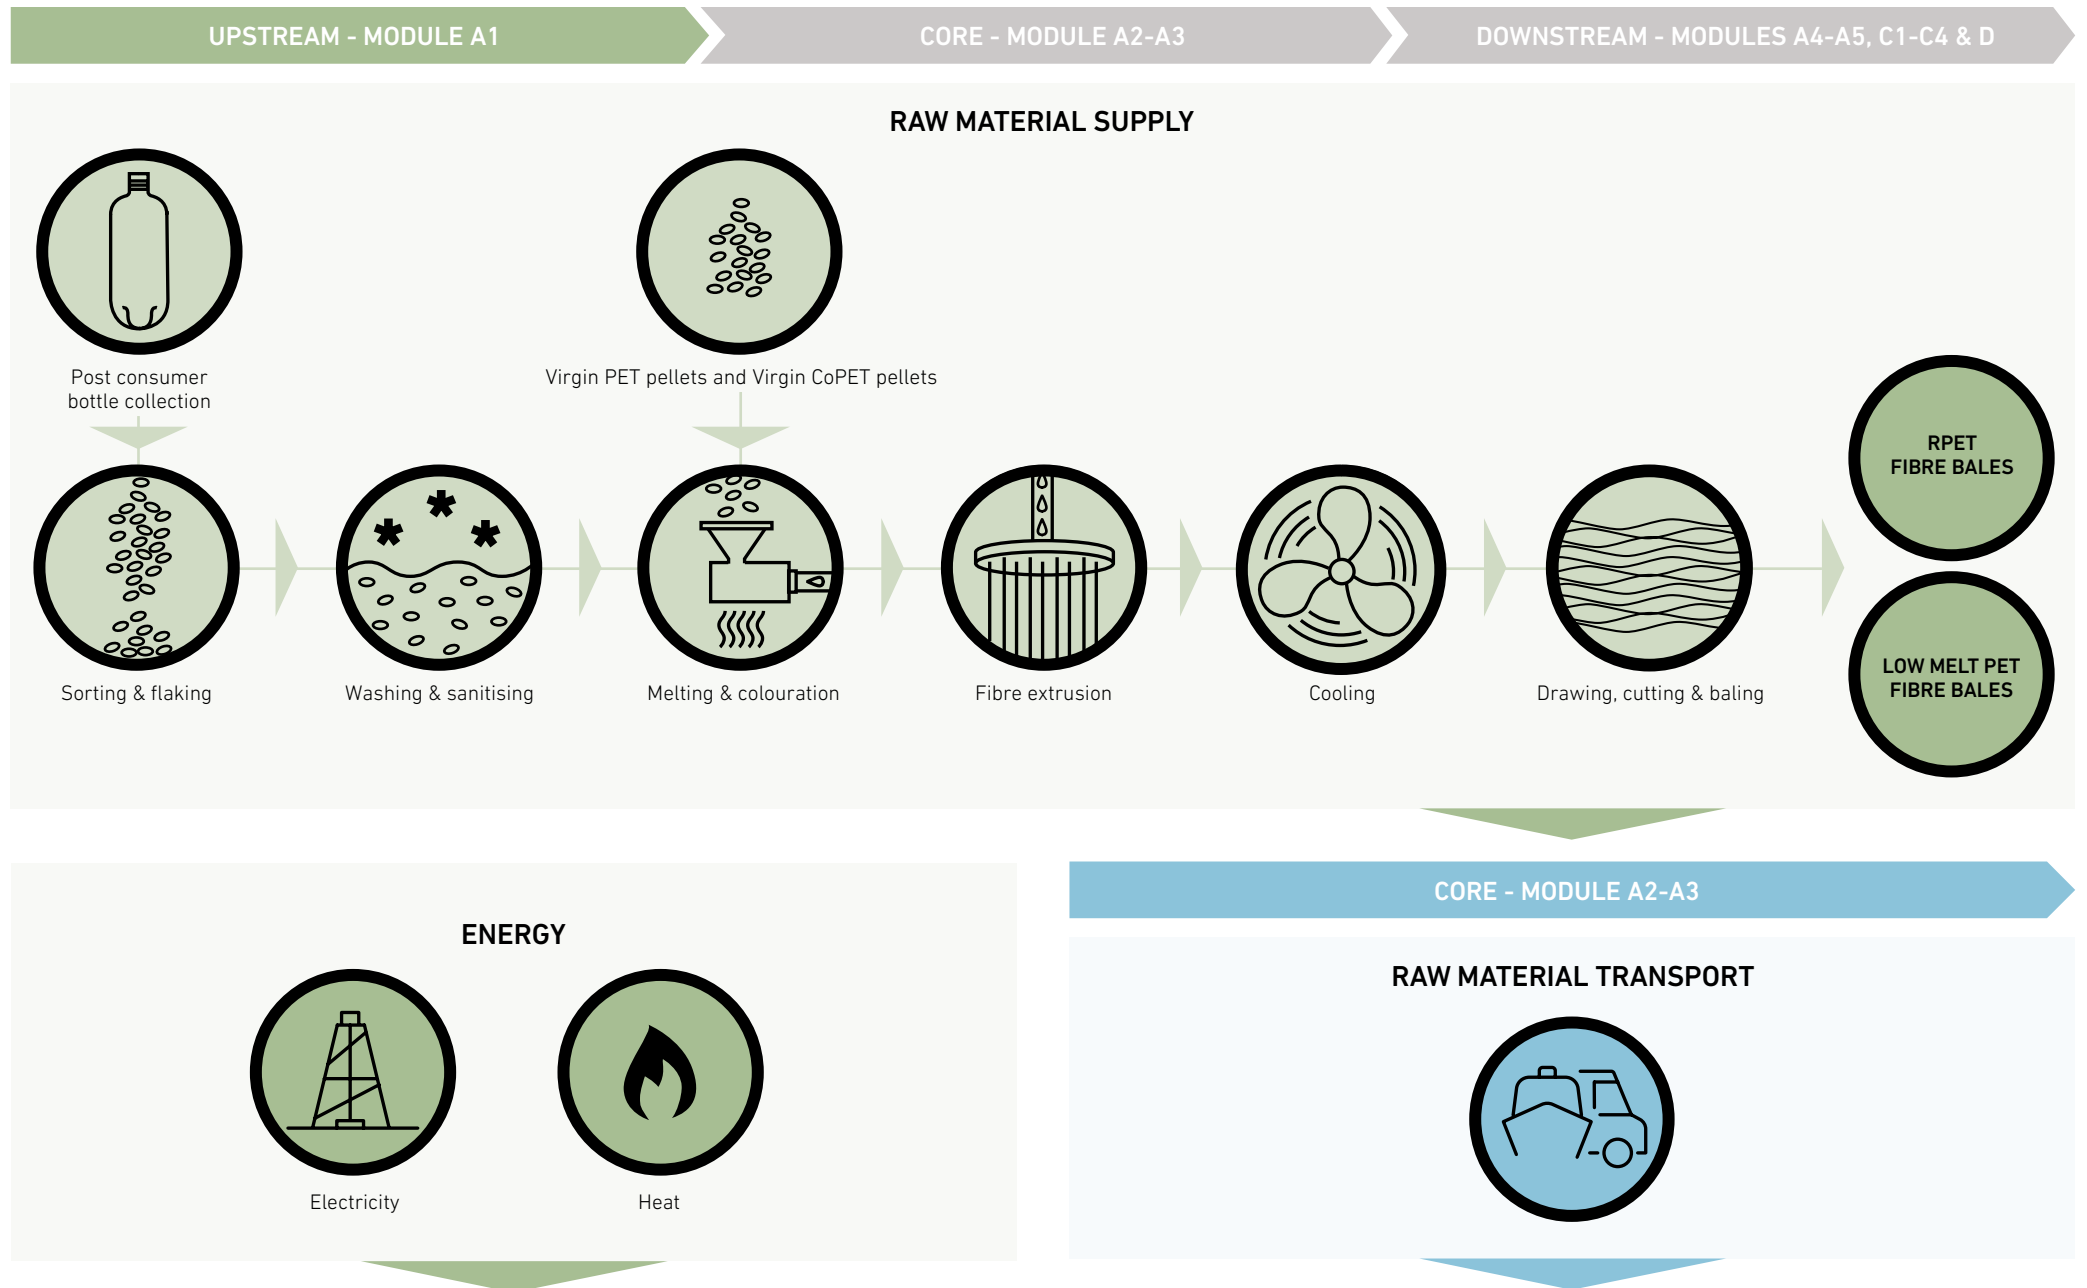 UPSTREAM - MODULE A1
CORE - MODULE A2-A3
DOWNSTREAM - MODULES A4-A5, C1-C4 & D
RAW MATERIAL SUPPLY
Post consumer
bottle collection
Virgin PET pellets and Virgin CoPET pellets
Sorting & flaking
Washing & sanitising
Melting & colouration
Fibre extrusion
Cooling
Drawing, cutting & baling
RPET
FIBRE BALES
LOW MELT PET
FIBRE BALES
ENERGY
Electricity
Heat
CORE - MODULE A2-A3
RAW MATERIAL TRANSPORT